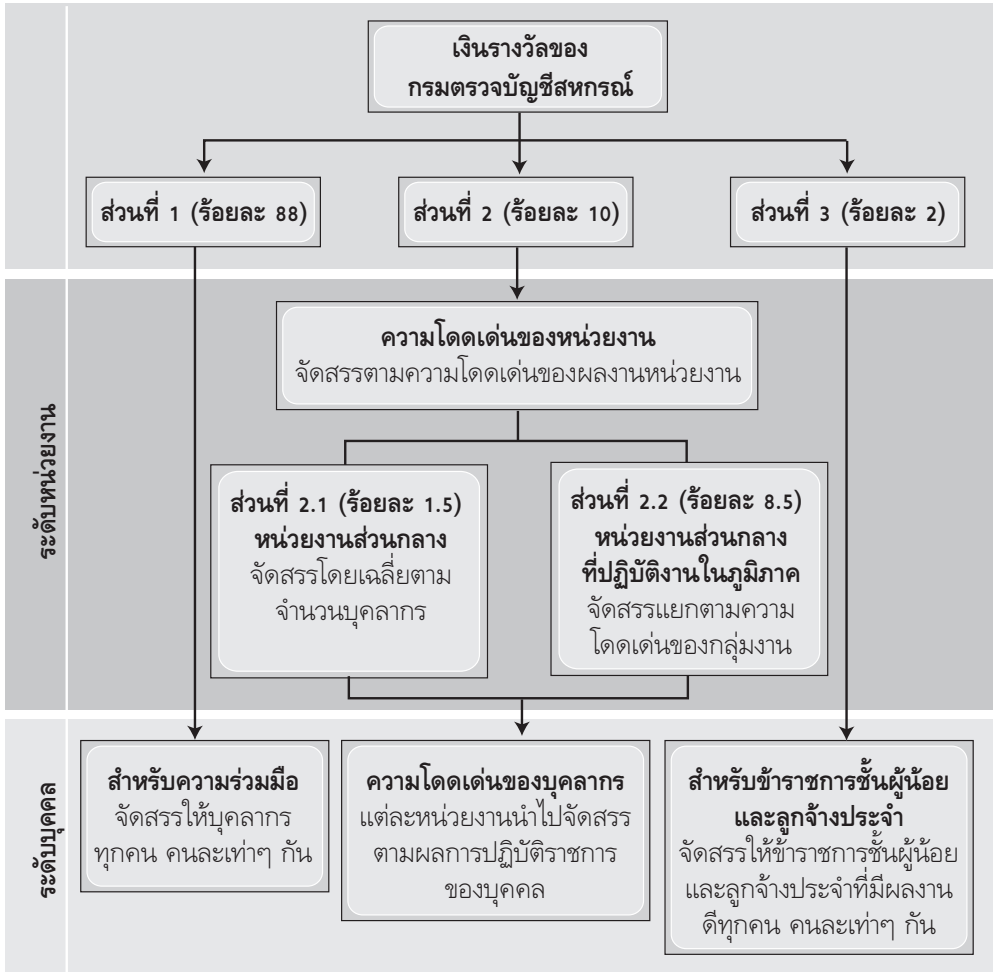 เงินรางวัลของ
กรมตรวจบัญชีสหกรณ์
ส่วนที่ 1 (ร้อยละ 88)
ส่วนที่ 2 (ร้อยละ 10)
ส่วนที่ 3 (ร้อยละ 2)
ระดับหน่วยงาน
ความโดดเด่นของหน่วยงาน
จัดสรรตามความโดดเด่นของผลงานหน่วยงาน
ส่วนที่ 2.1 (ร้อยละ 1.5)
หน่วยงานส่วนกลาง
จัดสรรโดยเฉลี่ยตาม
จำนวนบุคลากร
ส่วนที่ 2.2 (ร้อยละ 8.5)
หน่วยงานส่วนกลาง
ที่ปฏิบัติงานในภูมิภาค
จัดสรรแยกตามความ
โดดเด่นของกลุ่มงาน
ระดับบุคคล
สำหรับความร่วมมือ
จัดสรรให้บุคลากร
ทุกคน คนละเท่าๆ กัน
ความโดดเด่นของบุคลากร
แต่ละหน่วยงานนำไปจัดสรร
ตามผลการปฏิบัติราชการ
ของบุคคล
สำหรับข้าราชการชั้นผู้น้อย
และลูกจ้างประจำ
จัดสรรให้ข้าราชการชั้นผู้น้อย
และลูกจ้างประจำที่มีผลงาน
ดีทุกคน คนละเท่าๆ กัน